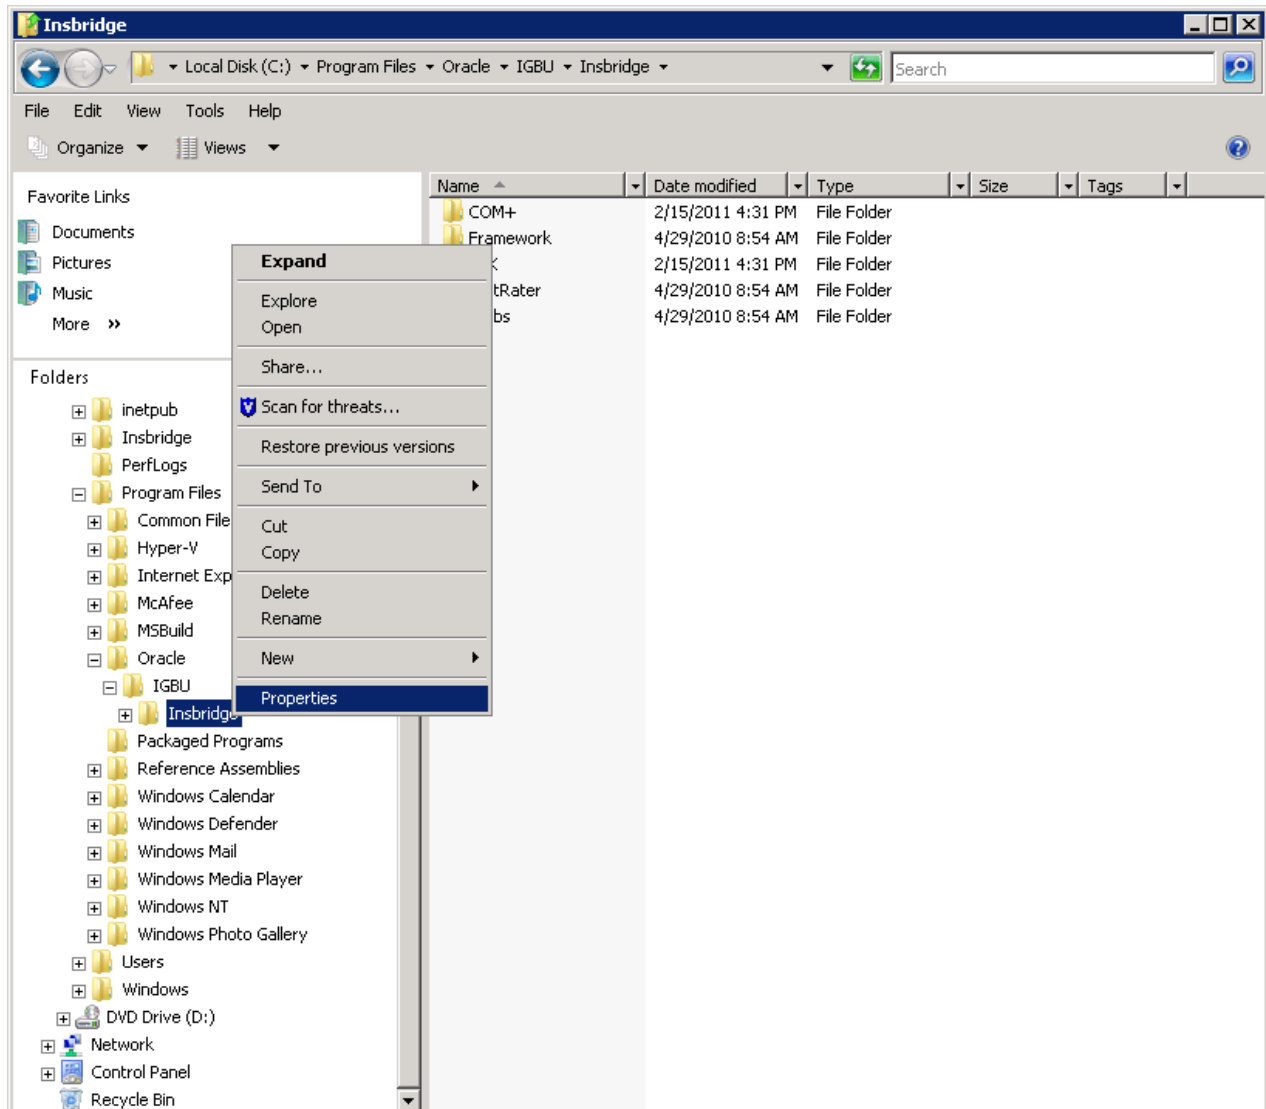 Insbridge
Local Disk (C:) Program Files Oracle IGBU Insbridge
Search
File Edit View Tools Help
Organize Views
Favorite Links
Documents
Pictures
Music
More »
Folders
inetpub
Insbridge
PerfLogs
Program Files
Common File
Hyper-V
Internet Exp
McAfee
MSBuild
Oracle
IGBU
Insbridge
Packaged Programs
Reference Assemblies
Windows Calendar
Windows Defender
Windows Mail
Windows Media Player
Windows NT
Windows Photo Gallery
Users
Windows
DVD Drive (D:)
Network
Control Panel
Recycle Bin
Expand
Explore
Open
Share...
Scan for threats...
Restore previous versions
Send To
Cut
Copy
Delete
Rename
New
Properties
Name Date modified Type Size Tags
COM+ 2/15/2011 4:31 PM File Folder
Framework 4/29/2010 8:54 AM File Folder
2/15/2011 4:31 PM File Folder
tRater 4/29/2010 8:54 AM File Folder
bs 4/29/2010 8:54 AM File Folder